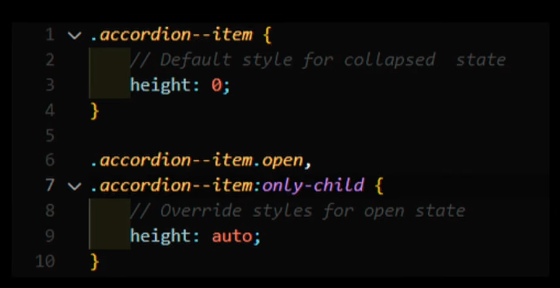 1 .accordion--item {
2 // Default style for collapsed  state
3 height: 0;
4 }
5
6 .accordion--item.open,
7 .accordion--item:only-child {
8 // Override styles for open state
9 height: auto;
10 }